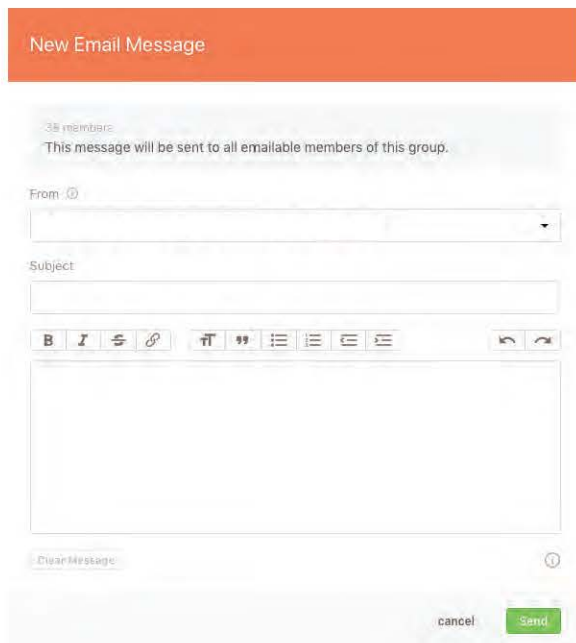 New Email Message
35 members
This message will be sent to all emailable members of this group.
From
Subject
B I S T
Clear Message
cancel Send